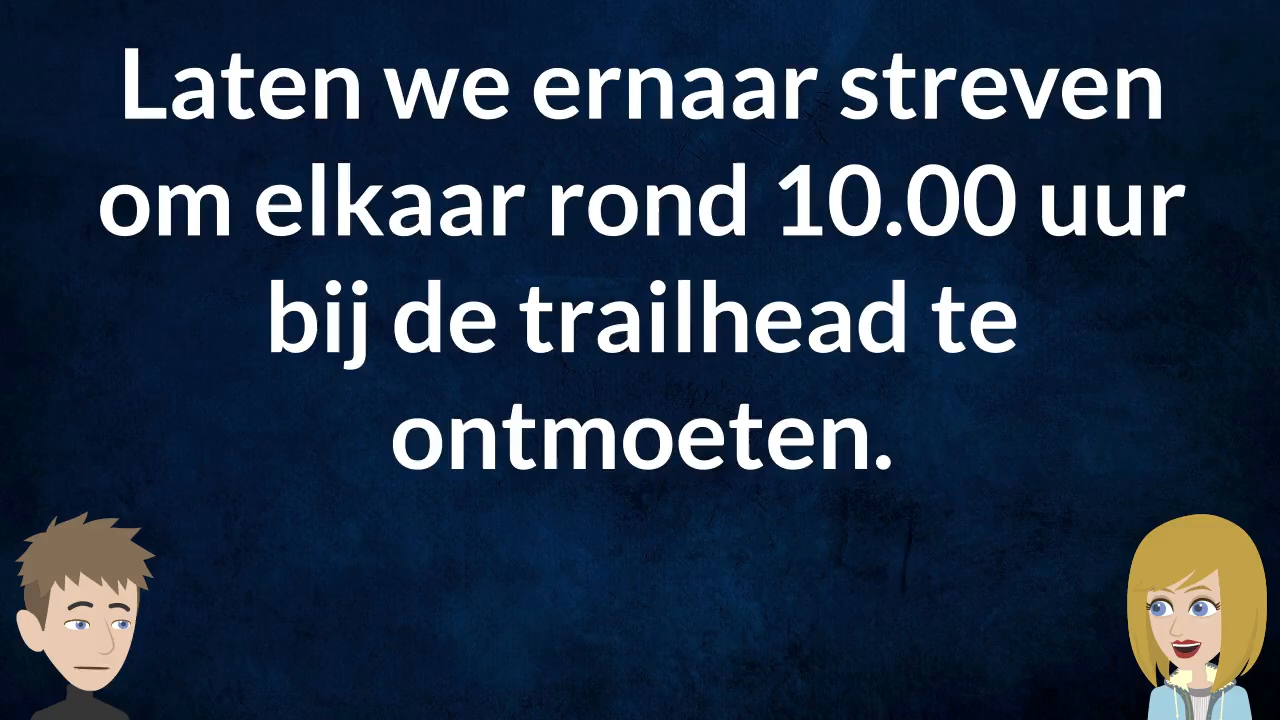 Laten we ernaar streven
om elkaar rond 10.00 uur
bij de trailhead te
ontmoeten.